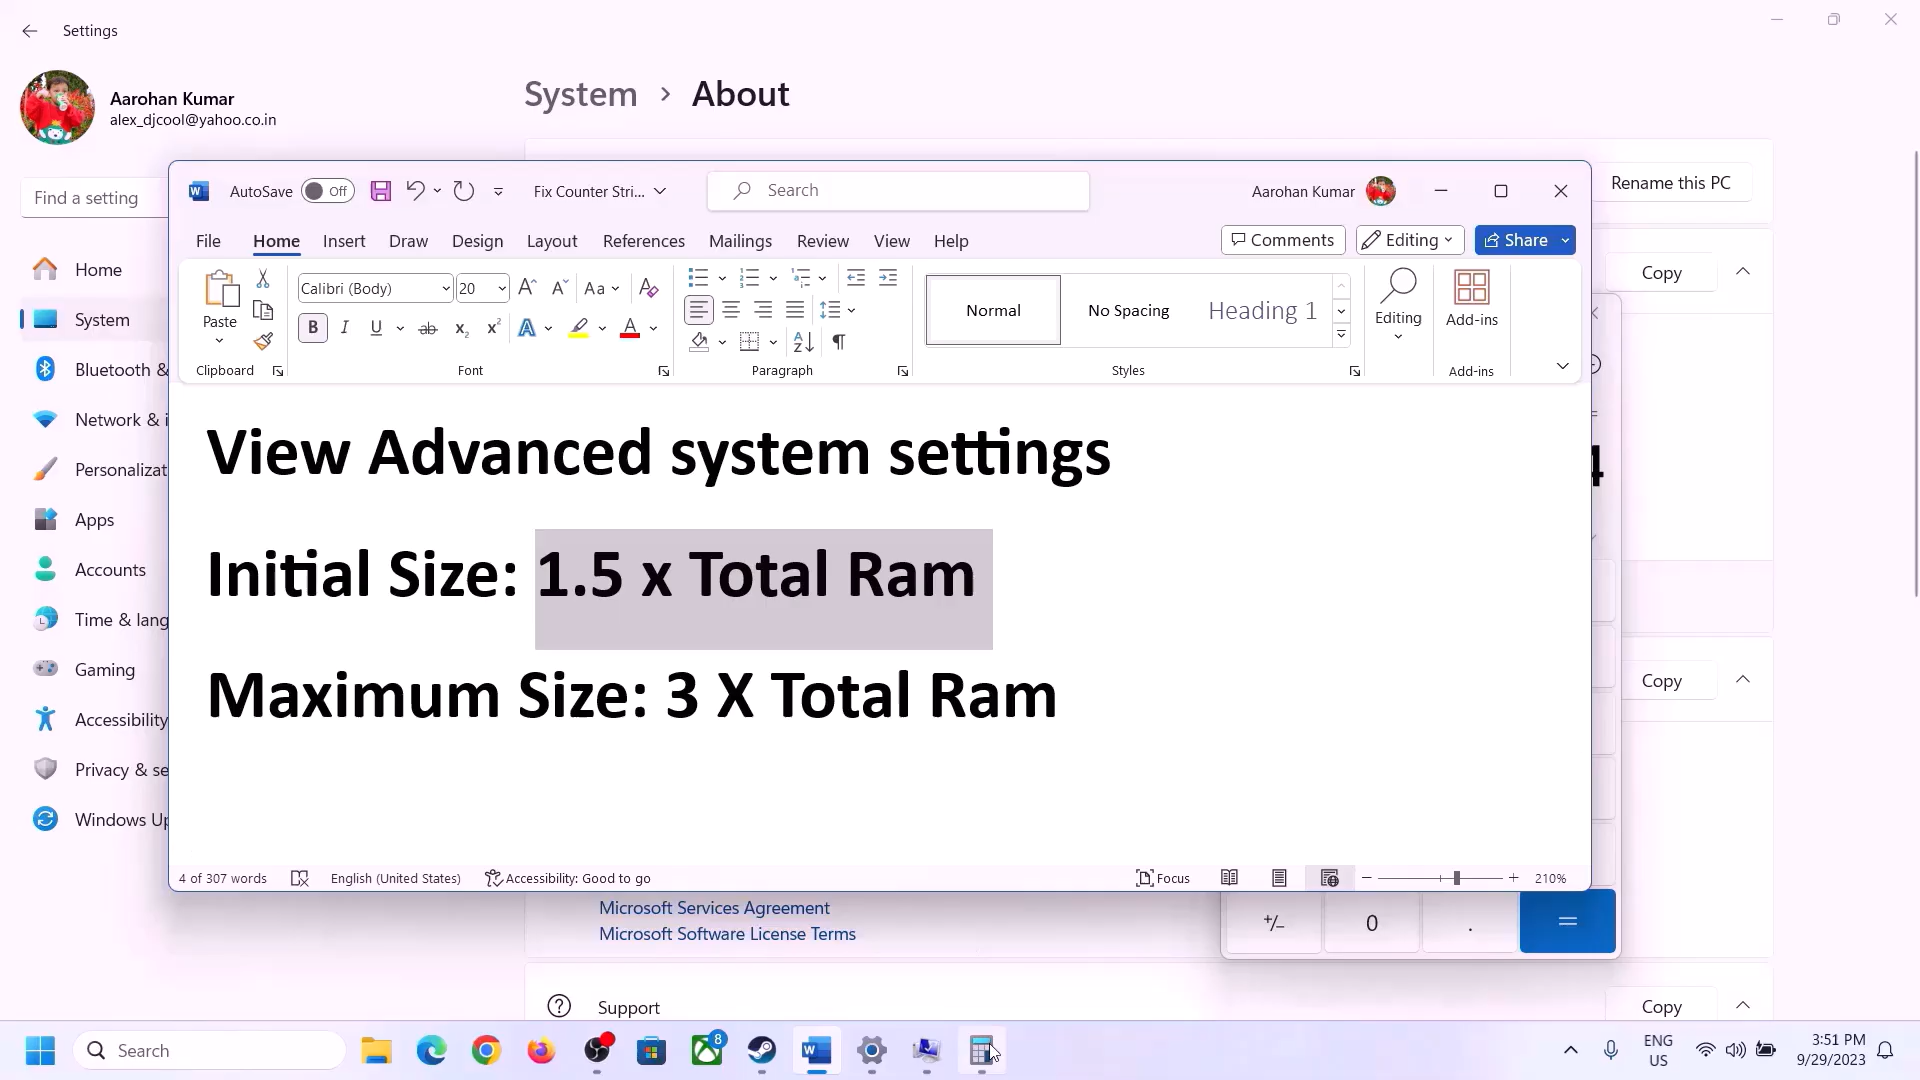 Settings
Aarohan Kumar
alex_djcool@yahoo.co.in
System > About
Find a setting
Rename this PC
Home
System
Bluetooth &
Network & i
Personalizat
Apps
Accounts
Time & lang
Gaming
Accessibility
Privacy & se
Windows Up
AutoSave Off
Fix Counter Stri...
Search
Aarohan Kumar
File Home Insert Draw Design Layout References Mailings Review View Help
Comments Editing Share
Paste
Calibri (Body) 20
Normal No Spacing Heading 1
Editing
Add-ins
Clipboard Font Paragraph Styles Add-ins
Copy
View Advanced system settings
Initial Size: 1.5 x Total Ram
Maximum Size: 3 X Total Ram
Copy
4 of 307 words English (United States) Accessibility: Good to go Focus 210%
Microsoft Services Agreement
Microsoft Software License Terms
+/- 0 . =
Support
Copy
Search
8
ENG
US
3:51 PM
9/29/2023